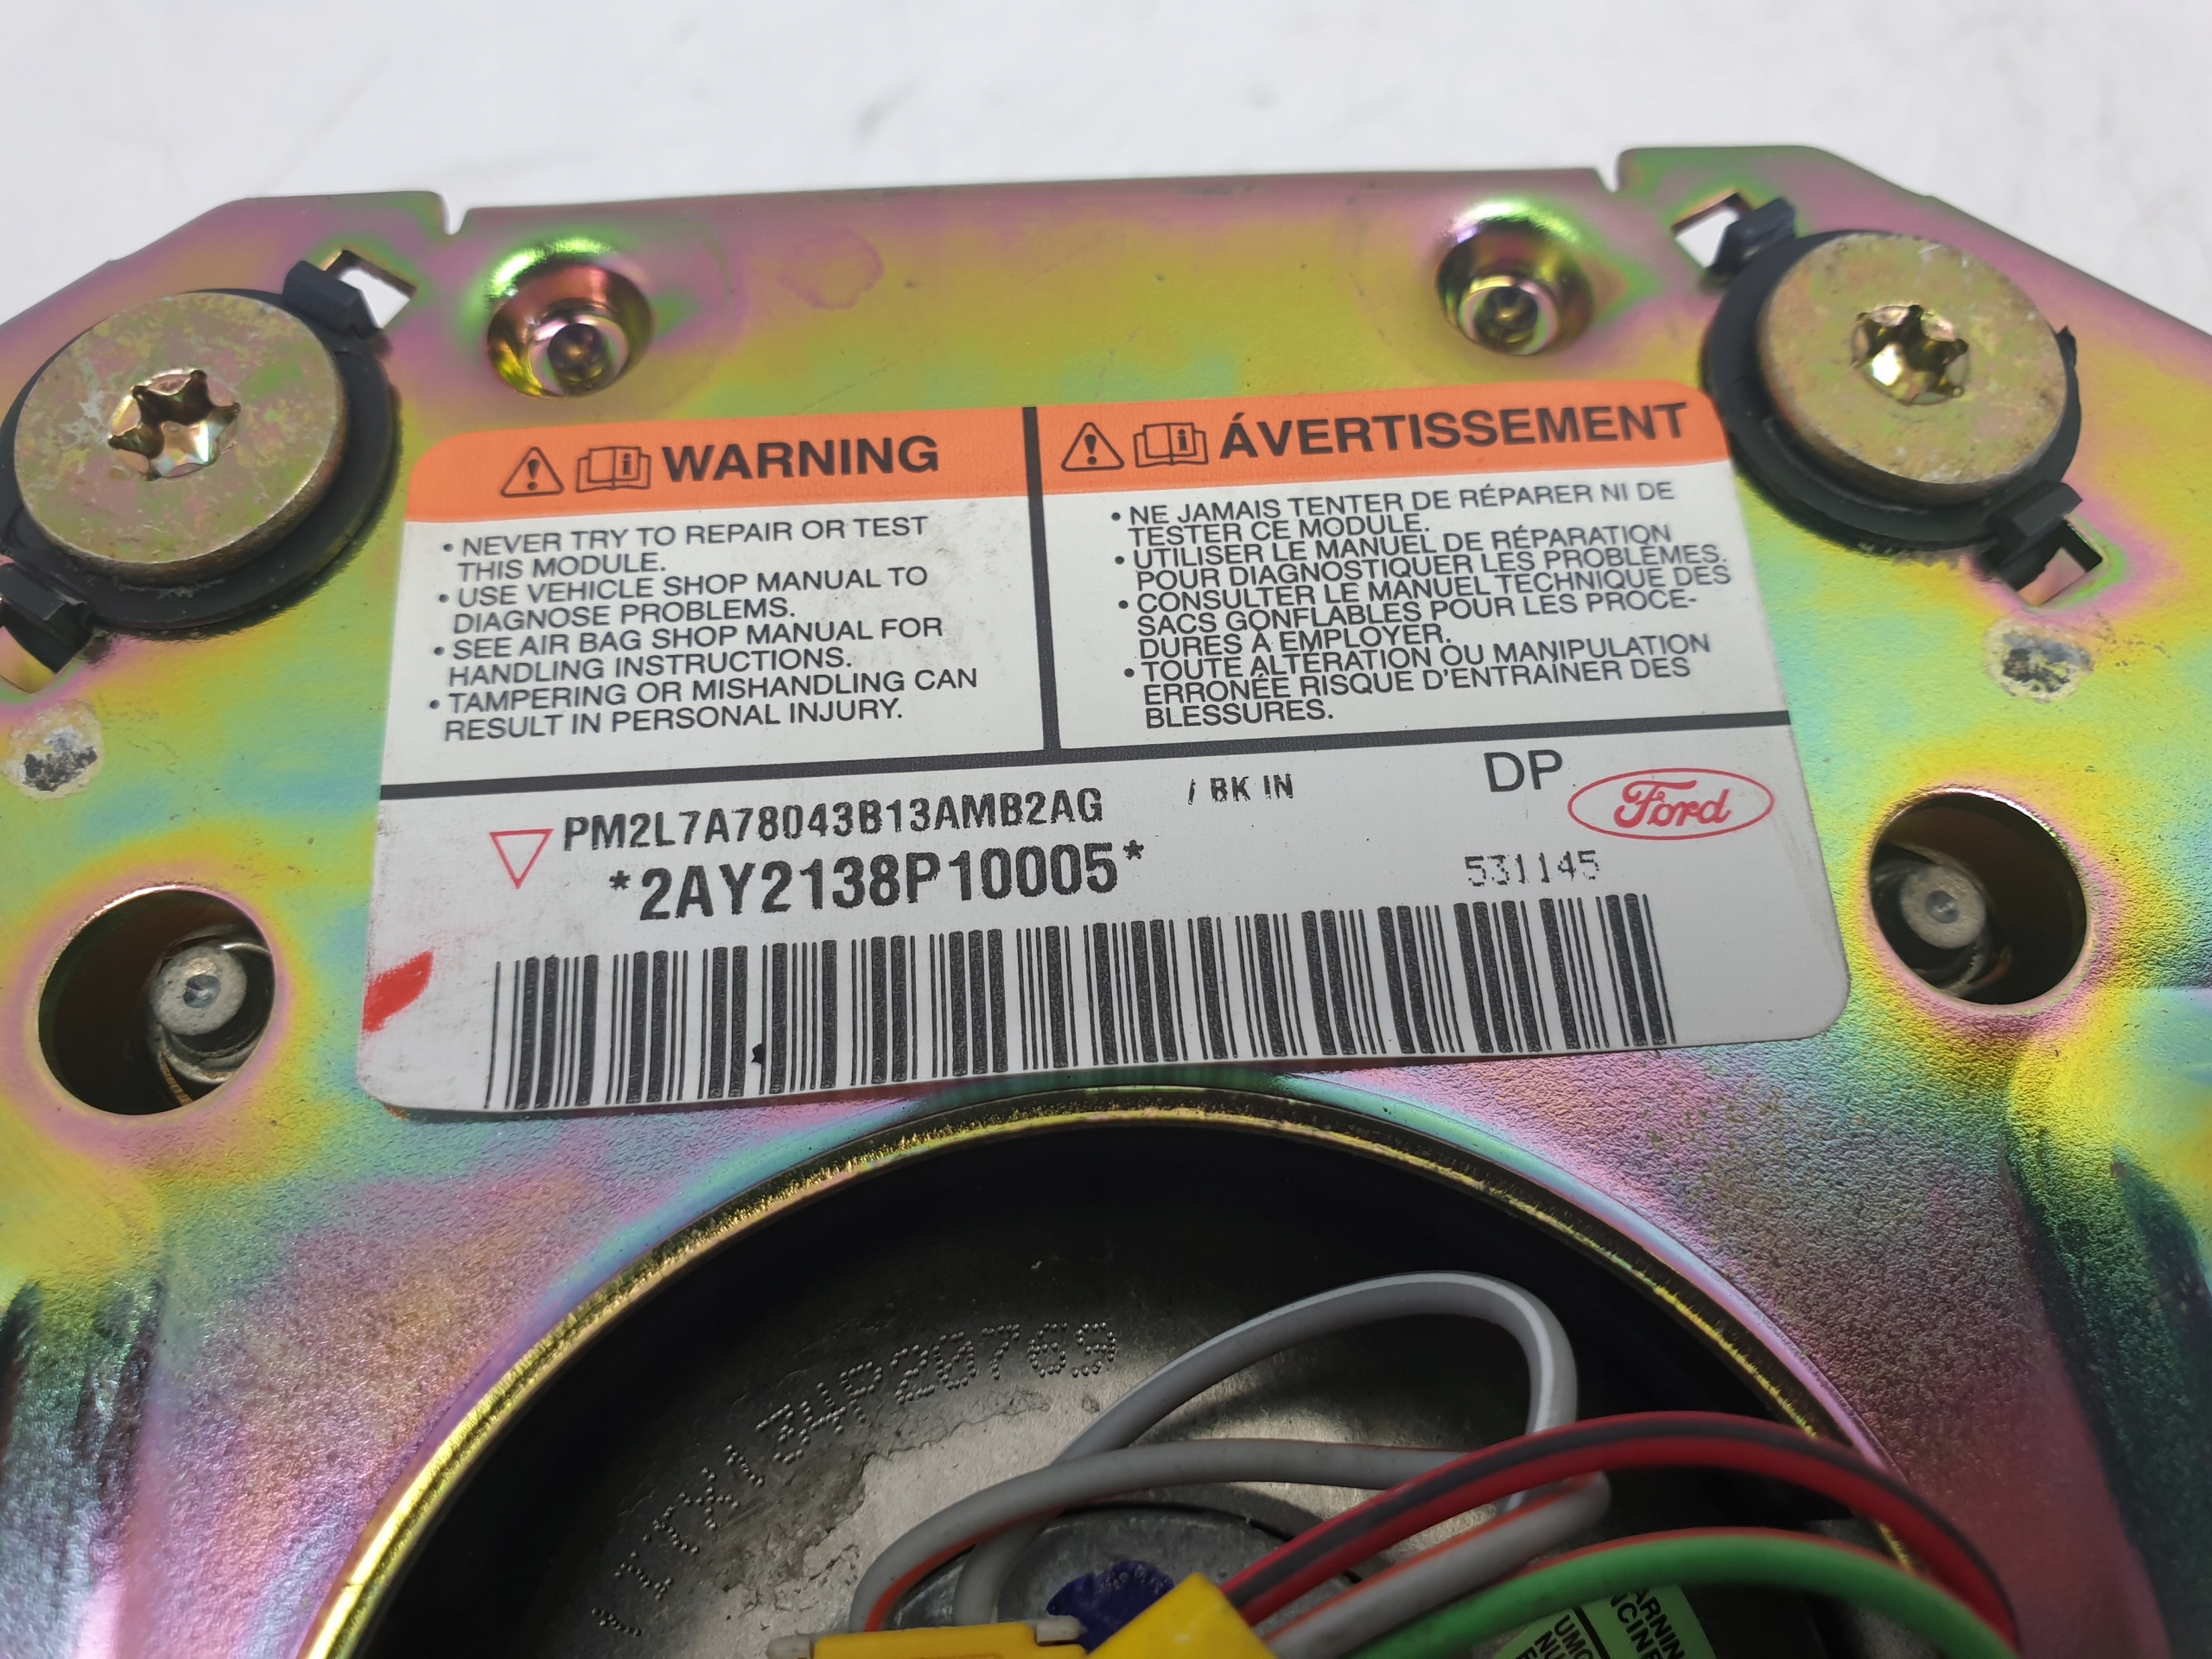 WARNING
• NEVER TRY TO REPAIR OR TEST
THIS MODULE.
• USE VEHICLE SHOP MANUAL TO
DIAGNOSE PROBLEMS.
• SEE AIR BAG SHOP MANUAL FOR
HANDLING INSTRUCTIONS.
• TAMPERING OR MISHANDLING CAN
RESULT IN PERSONAL INJURY.
ÁVERTISSEMENT
• NE JAMAIS TENTER DE RÉPARER NI DE
TESTER CE MODULE.
• UTILISER LE MANUEL DE RÉPARATION
POUR DIAGNOSTIQUER LES PROBLÈMES.
• CONSULTER LE MANUEL TECHNIQUE DES
SACS GONFLABLES POUR LES PROCE-
DURES À EMPLOYER.
• TOUTE ALTÉRATION OU MANIPULATION
ERRONÉE RISQUE D'ENTRAINER DES
BLESSURES.
PM2L7A78043B13AMB2AG / BK IN
DP
Ford
*2AY2138P10005*
531145